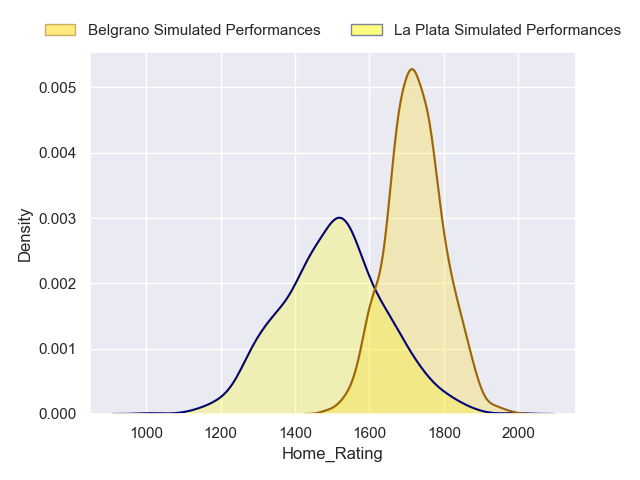 Belgrano Simulated Performances La Plata Simulated Performances
0.005
0.004
Density
0.003
0.002
0.001
0.000
1000 1200 1400 1600 1800 2000
Home_Rating